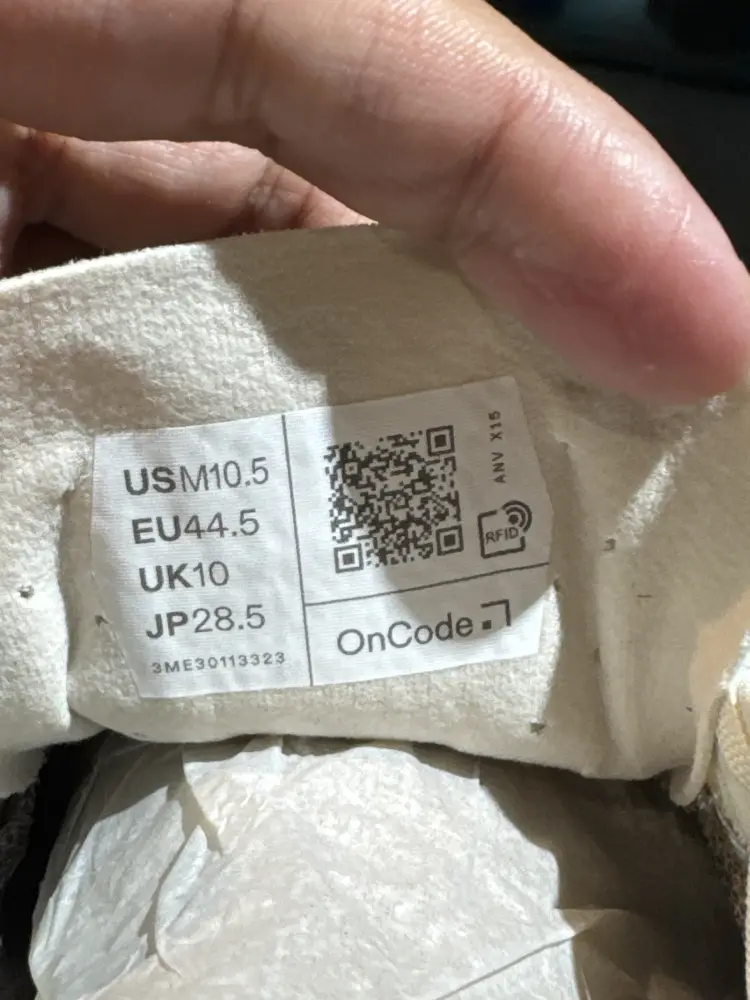 USM10.5
EU44.5
UK10
JP28.5
3ME30113323
ANV X15
RFID
OnCode